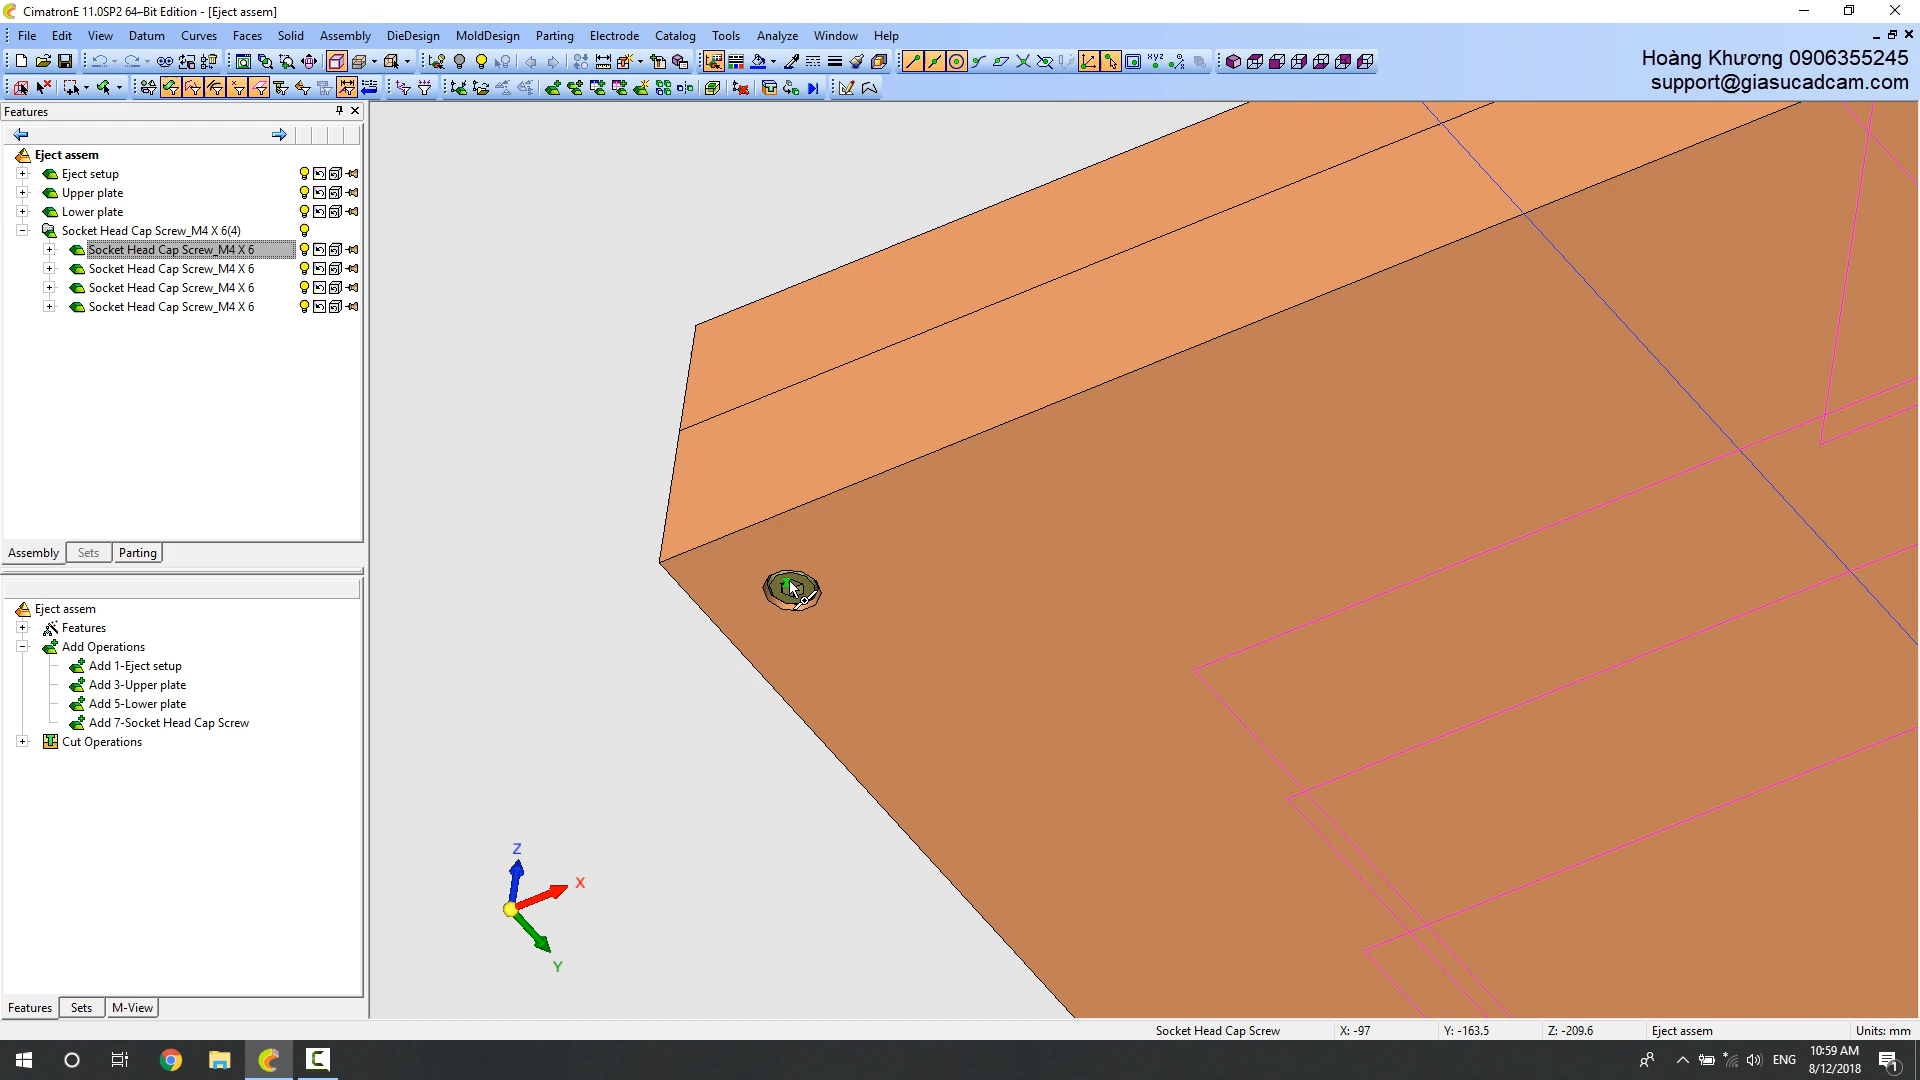 CimatronE 11.0SP2 64–Bit Edition - [Eject assem]
File Edit View Datum Curves Faces Solid Assembly DieDesign MoldDesign Parting Electrode Catalog Tools Analyze Window Help
Hoàng Khương 0906355245
support@giasucadcam.com
Features
Eject assem
Eject setup
Upper plate
Lower plate
Socket Head Cap Screw_M4 X 6(4)
Socket Head Cap Screw_M4 X 6
Socket Head Cap Screw_M4 X 6
Socket Head Cap Screw_M4 X 6
Socket Head Cap Screw_M4 X 6
Assembly Sets Parting
Eject assem
Features
Add Operations
Add 1-Eject setup
Add 3-Upper plate
Add 5-Lower plate
Add 7-Socket Head Cap Screw
Cut Operations
Z
X
Y
Features Sets M-View
Socket Head Cap Screw X: -97 Y: -163.5 Z: -209.6 Eject assem Units: mm
ENG
10:59 AM
8/12/2018
1